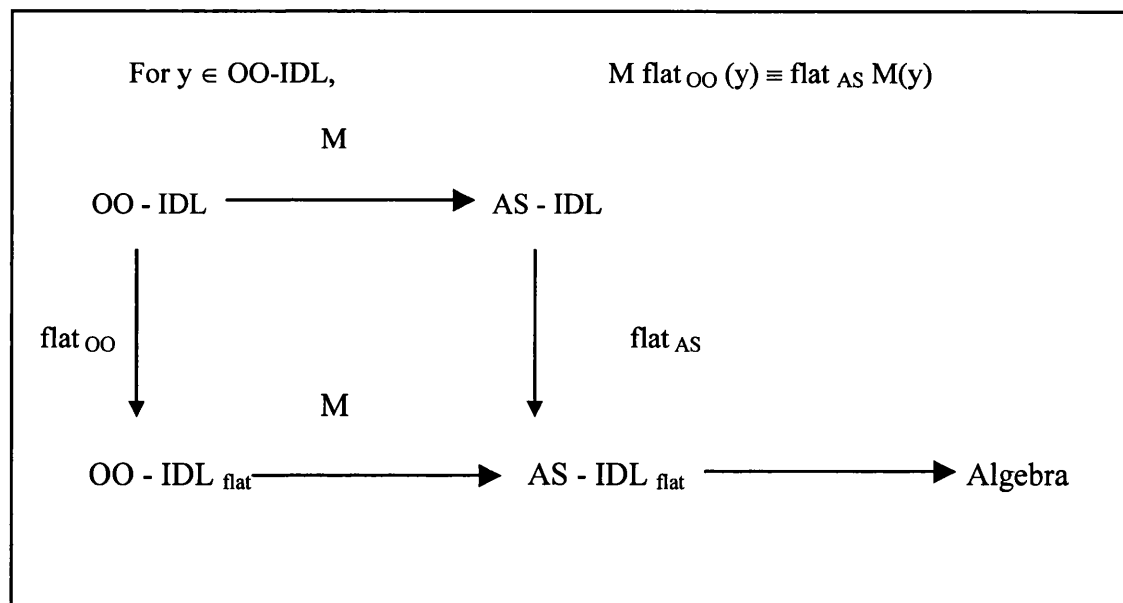 For y ∈ OO-IDL, M flat OO (y) ≡ flat AS M(y)
M
OO - IDL AS - IDL
flat OO flat AS
M
OO - IDL flat AS - IDL flat Algebra